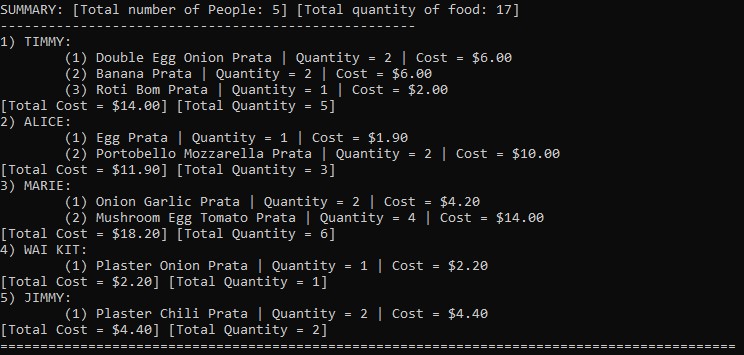 SUMMARY: [Total number of People: 5] [Total quantity of food: 17]
----------------------------------------------------
1) TIMMY:
(1) Double Egg Onion Prata | Quantity = 2 | Cost = $6.00
(2) Banana Prata | Quantity = 2 | Cost = $6.00
(3) Roti Bom Prata | Quantity = 1 | Cost = $2.00
[Total Cost = $14.00] [Total Quantity = 5]
2) ALICE:
(1) Egg Prata | Quantity = 1 | Cost = $1.90
(2) Portobello Mozzarella Prata | Quantity = 2 | Cost = $10.00
[Total Cost = $11.90] [Total Quantity = 3]
3) MARIE:
(1) Onion Garlic Prata | Quantity = 2 | Cost = $4.20
(2) Mushroom Egg Tomato Prata | Quantity = 4 | Cost = $14.00
[Total Cost = $18.20] [Total Quantity = 6]
4) WAI KIT:
(1) Plaster Onion Prata | Quantity = 1 | Cost = $2.20
[Total Cost = $2.20] [Total Quantity = 1]
5) JIMMY:
(1) Plaster Chili Prata | Quantity = 2 | Cost = $4.40
[Total Cost = $4.40] [Total Quantity = 2]
============================================================================================